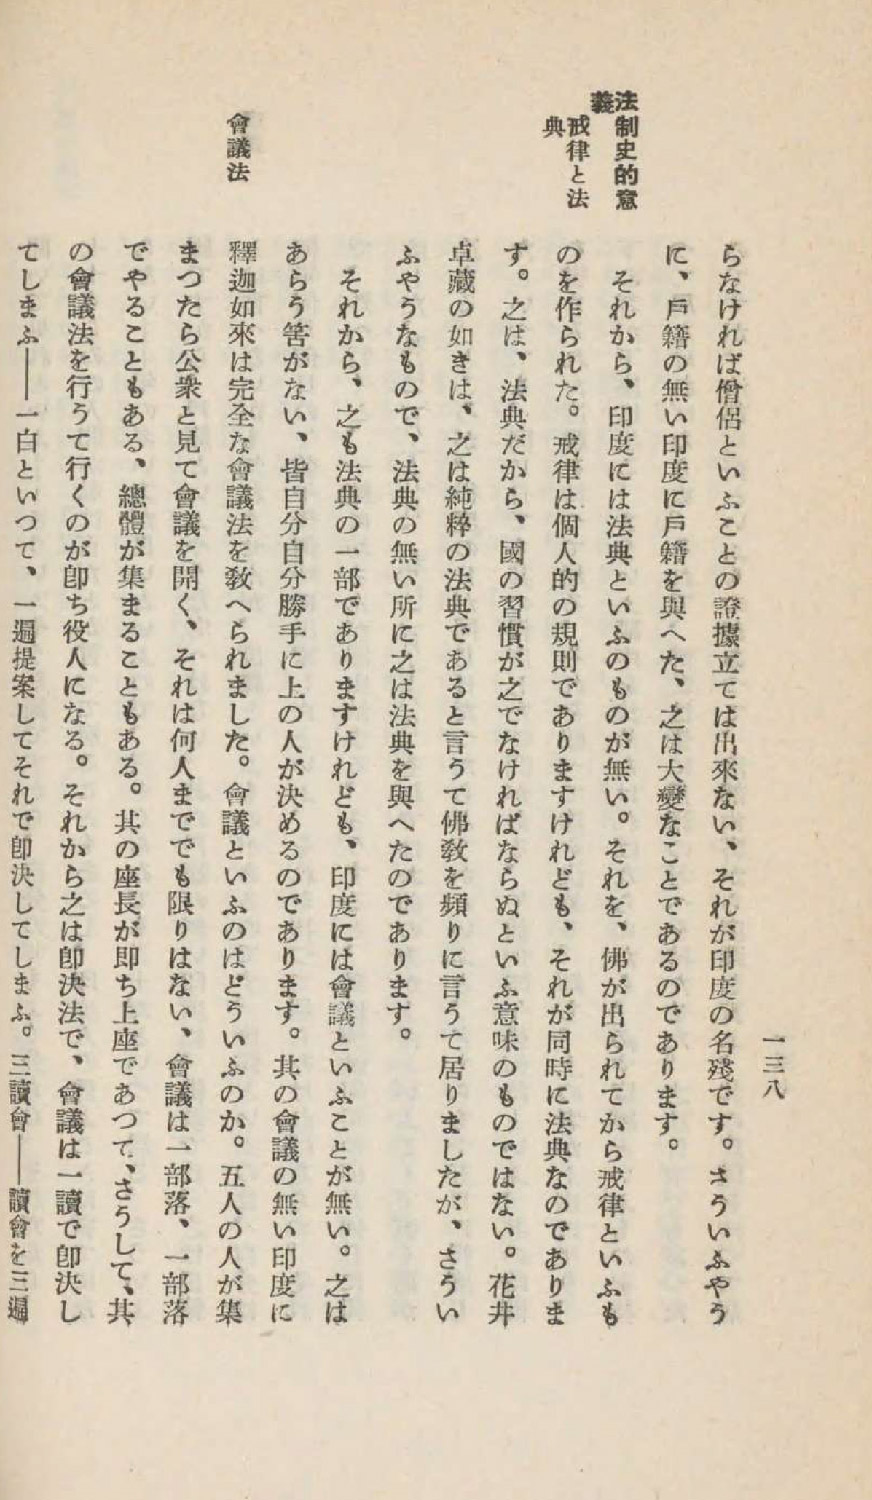 一三八
らなければ僧侶といふことの證據立ては出來ない、それが印度の名殘です。さういふやう
に、戶籍の無い印度に戶籍を與へた、之は大變なことであるのであります。
法制史的意
義
戒律と法
典
それから、印度には法典といふのものが無い。それを、佛が出られてから戒律といふも
のを作られた。戒律は個人的の規則でありますけれども、それが同時に法典なのでありま
す。之は、法典だから、國の習慣が之でなければならぬといふ意味のものではない。花井
卓藏の如きは、之は純粹の法典であると言うて佛敎を頻りに言うて居りましたが、さうい
ふやうなもので、法典の無い所に之は法典を與へたのであります。
それから、之も法典の一部でありますけれども、印度には會議といふことが無い。之は
あらう筈がない、皆自分自分勝手に上の人が決めるのであります。其の會議の無い印度に
會議法
釋迦如來は完全な會議法を敎へられました。會議といふのはどういふのか。五人の人が集
まつたら公衆と見て會議を開く、それは何人まででも限りはない、會議は一部落、一部落
でやることもある、總體が集まることもある。其の座長が卽ち上座であつて、さうして、其
の會議法を行うて行くのが卽ち役人になる。それから之は卽決法で、會議は一讀で卽決し
てしまふ――一白といつて、一遍提案してそれで卽決してしまふ。三讀會――讀會を三遍